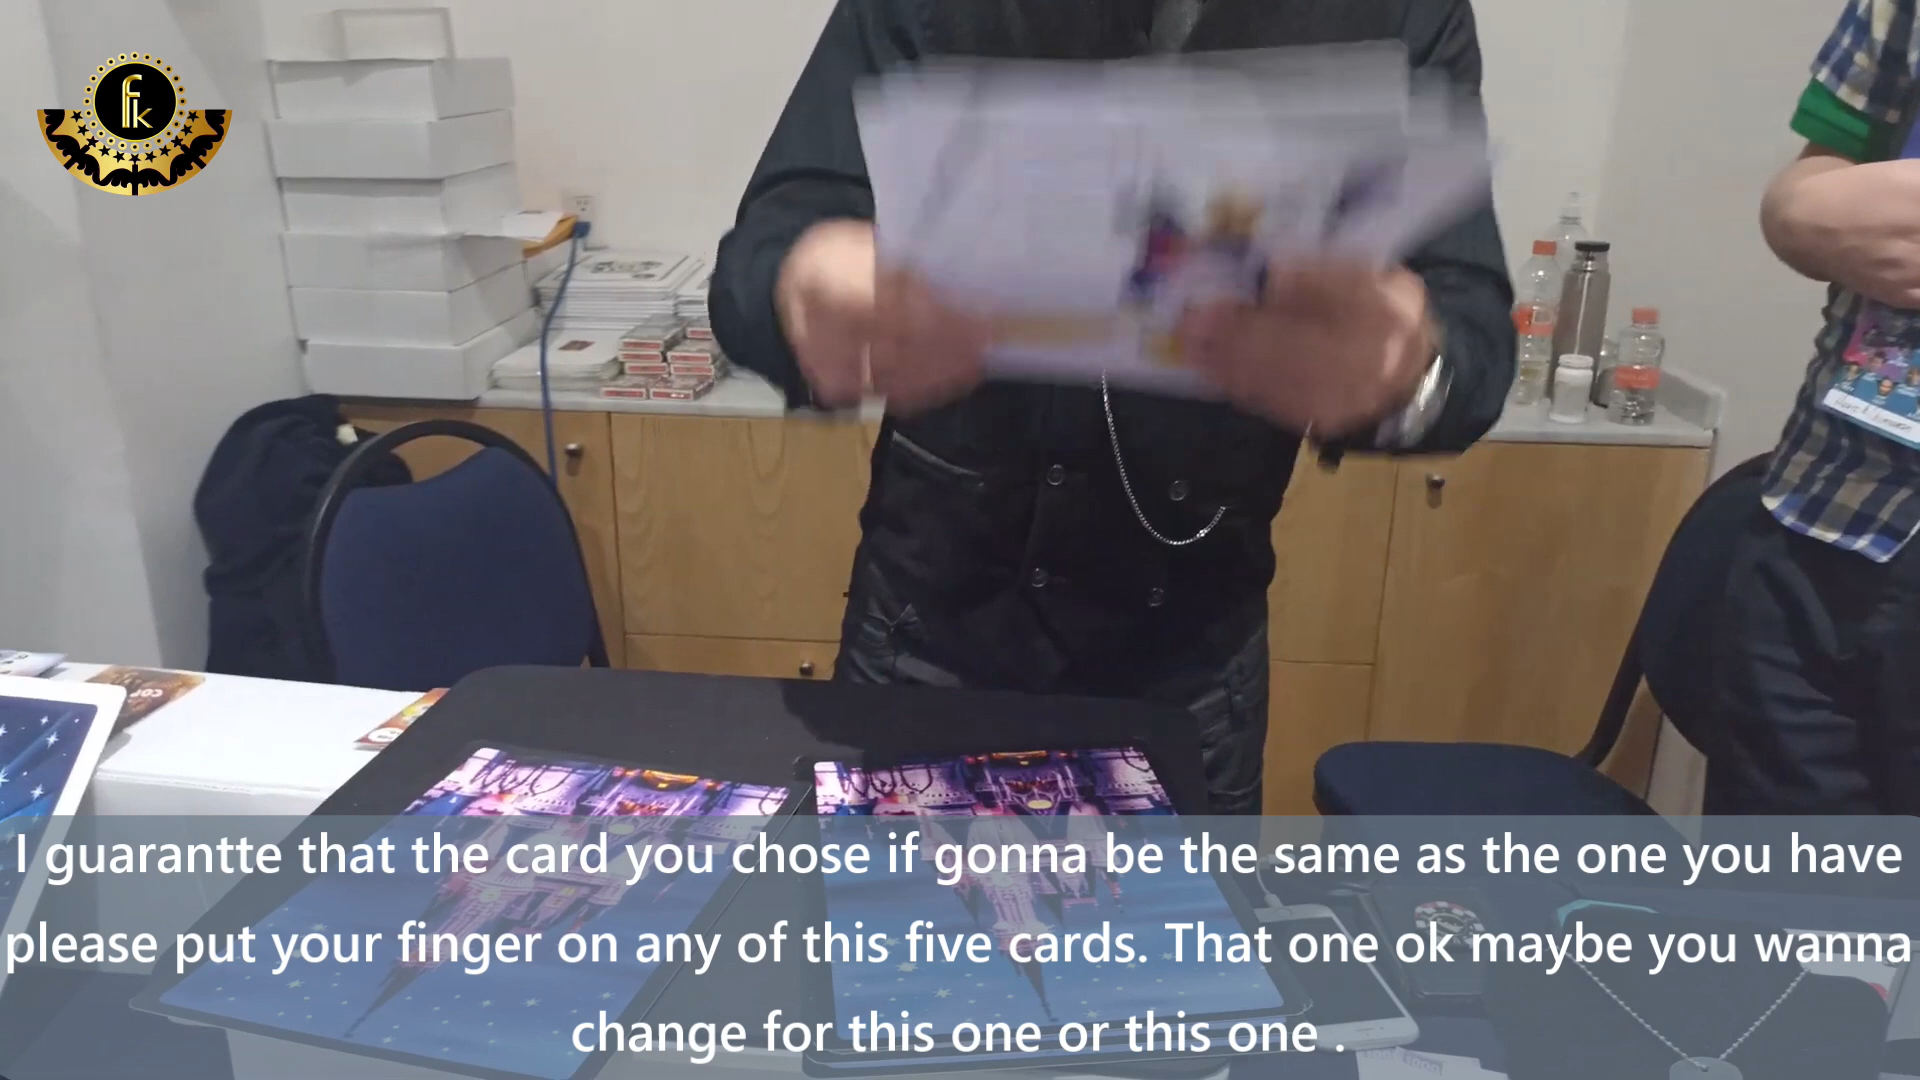 fk
I guarantte that the card you chose if gonna be the same as the one you have
please put your finger on any of this five cards. That one ok maybe you wanna
change for this one or this one .